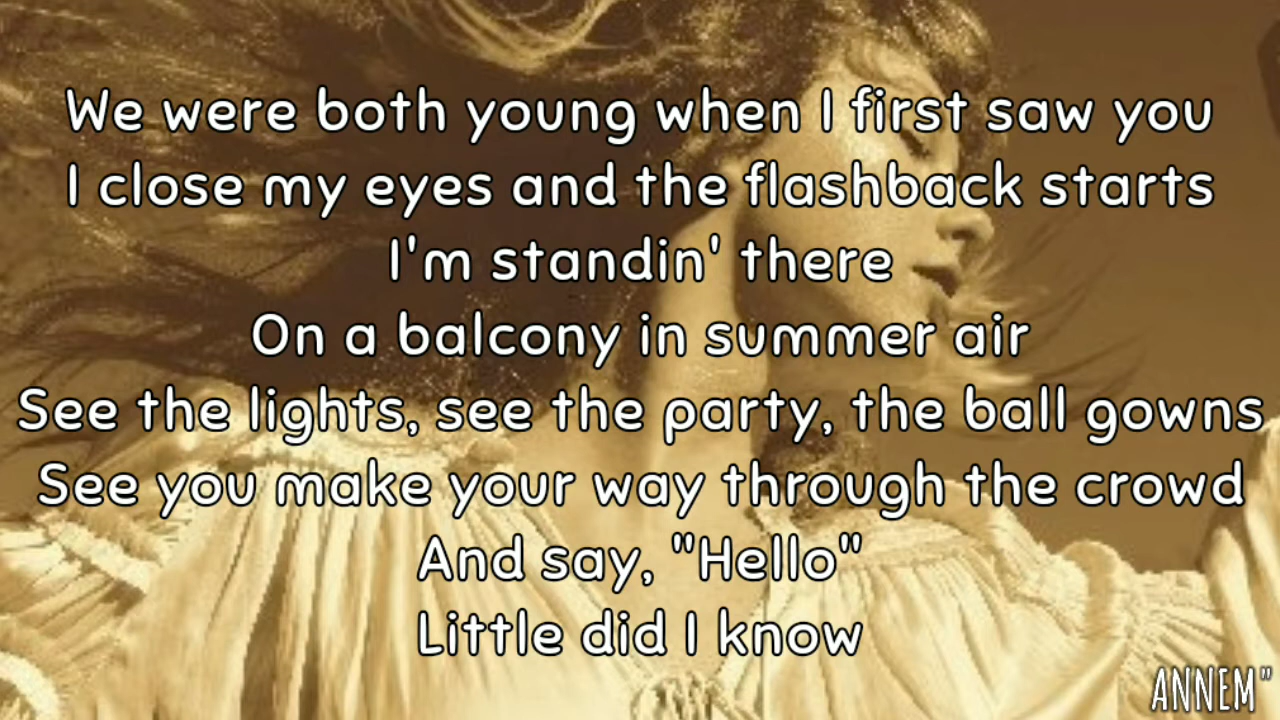 We were both young when I first saw you
I close my eyes and the flashback starts
I'm standin' there
On a balcony in summer air
See the lights, see the party, the ball gowns
See you make your way through the crowd
And say, "Hello"
Little did I know
ANNEM"